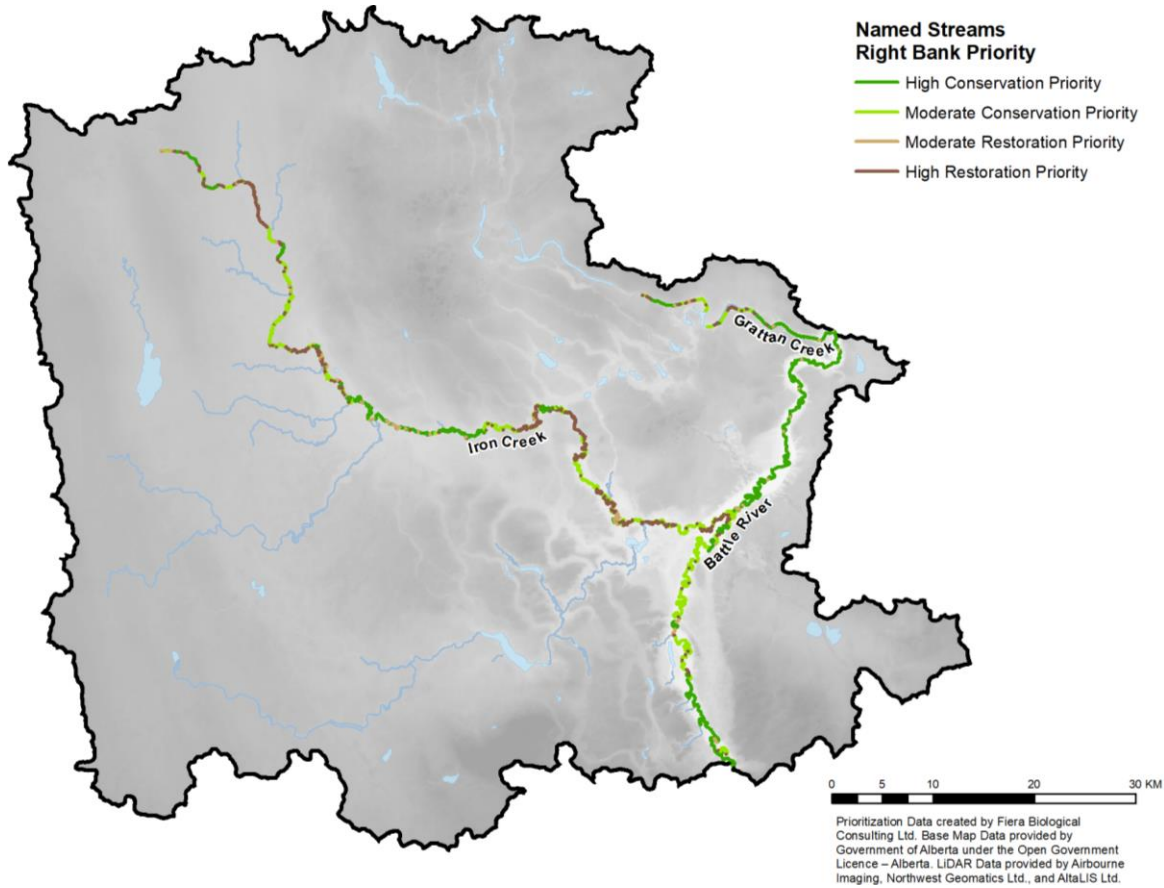 Named Streams
Right Bank Priority
High Conservation Priority
Moderate Conservation Priority
Moderate Restoration Priority
High Restoration Priority
Grattan Creek
Iron Creek
Battle River
0 5 10 20 30 KM
Prioritization Data created by Fiera Biological
Consulting Ltd. Base Map Data provided by
Government of Alberta under the Open Government
Licence – Alberta. LiDAR Data provided by Airbourne
Imaging, Northwest Geomatics Ltd., and AltaLIS Ltd.